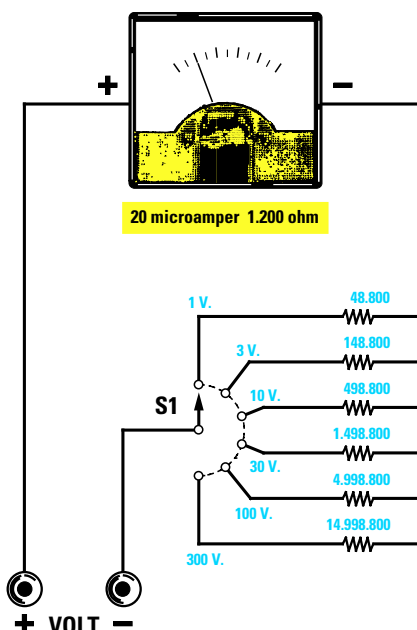 + −
20 microamper 1.200 ohm
1 V. 48.800
3 V. 148.800
10 V. 498.800
S1
1.498.800
30 V.
4.998.800
100 V.
14.998.800
300 V.
+ VOLT −